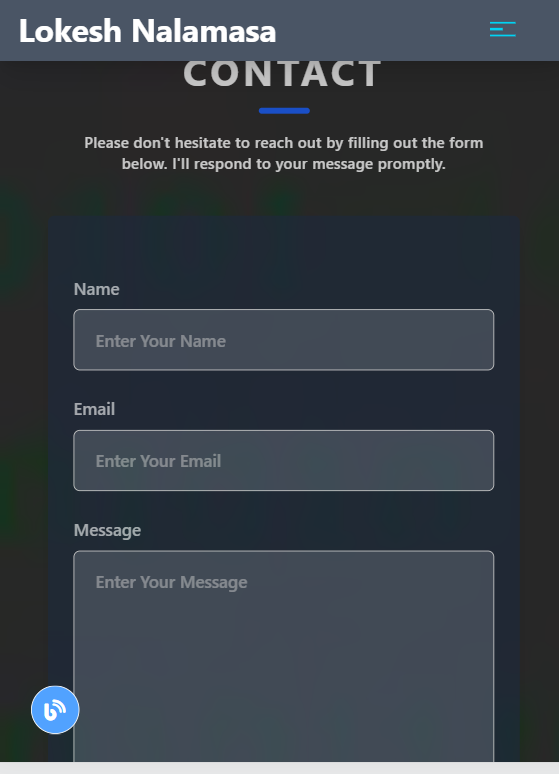 Lokesh Nalamasa
CONTACT
Please don't hesitate to reach out by filling out the form
below. I'll respond to your message promptly.
Name
Enter Your Name
Email
Enter Your Email
Message
Enter Your Message